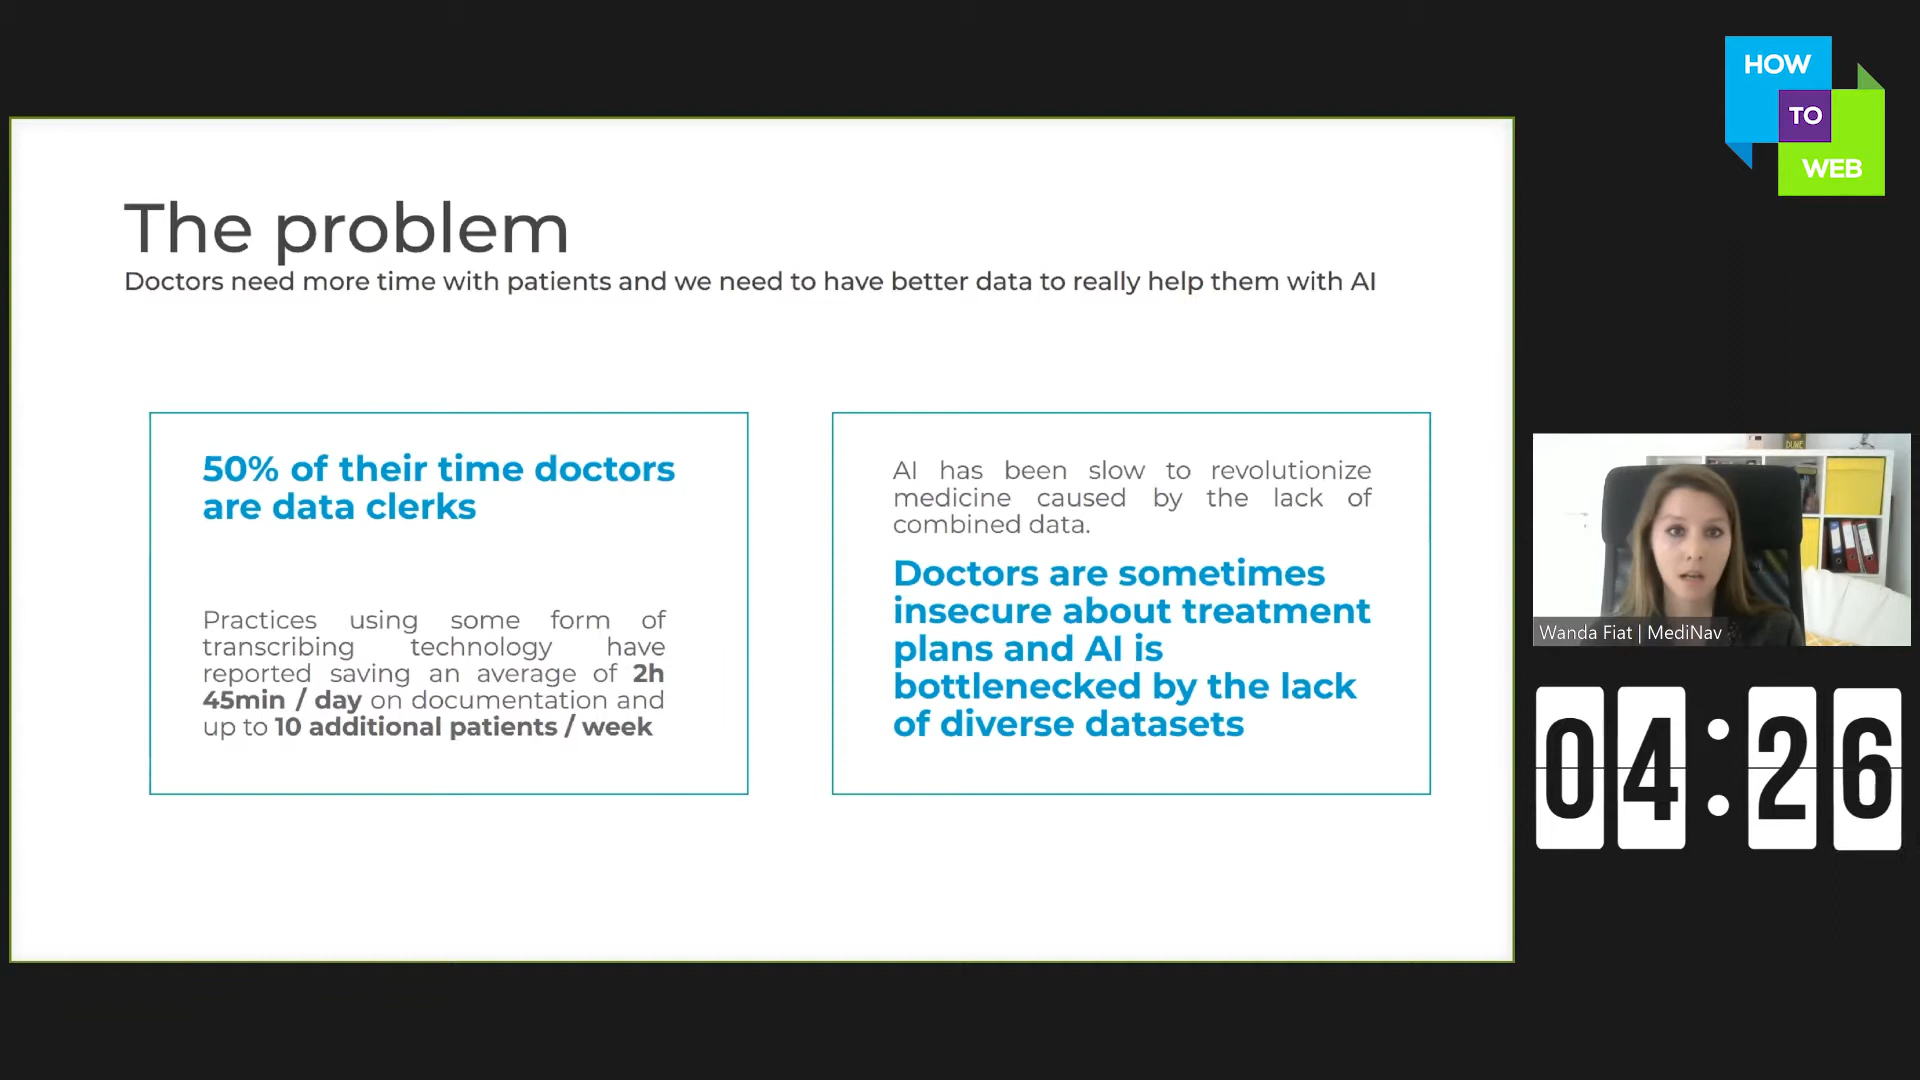 HOW
TO
WEB
The problem
Doctors need more time with patients and we need to have better data to really help them with AI
50% of their time doctors
are data clerks
Practices using some form of
transcribing technology have
reported saving an average of 2h
45min / day on documentation and
up to 10 additional patients / week
AI has been slow to revolutionize
medicine caused by the lack of
combined data.
Doctors are sometimes
insecure about treatment
plans and AI is
bottlenecked by the lack
of diverse datasets
DUNE
Wanda Fiat | MediNav
04:26